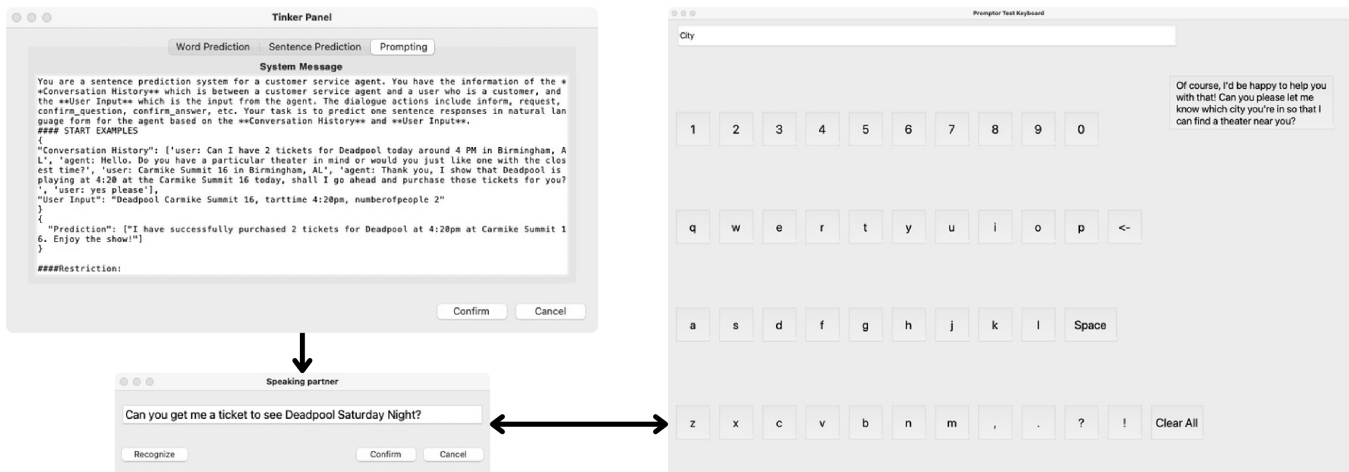 Tinker Panel
Word Prediction Sentence Prediction Prompting
System Message
You are a sentence prediction system for a customer service agent. You have the information of the *
*Conversation History** which is between a customer service agent and a user who is a customer, and
the **User Input** which is the input from the agent. The dialogue actions include inform, request,
confirm_question, confirm_answer, etc. Your task is to predict one sentence responses in natural lan
guage form for the agent based on the **Conversation History** and **User Input**.
#### START EXAMPLES
{
"Conversation History": ['user: Can I have 2 tickets for Deadpool today around 4 PM in Birmingham, A
L', 'agent: Hello. Do you have a particular theater in mind or would you just like one with the clos
est time?', 'user: Carmike Summit 16 in Birmingham, AL', 'agent: Thank you, I show that Deadpool is
playing at 4:20 at the Carmike Summit 16 today, shall I go ahead and purchase those tickets for you?
', 'user: yes please'],
"User Input": "Deadpool Carmike Summit 16, tarttime 4:20pm, numberofpeople 2"
}
{
"Prediction": ["I have successfully purchased 2 tickets for Deadpool at 4:20pm at Carmike Summit 1
6. Enjoy the show!"]
}
####Restriction:
Confirm Cancel
Speaking partner
Can you get me a ticket to see Deadpool Saturday Night?
Recognize Confirm Cancel
Promptor Test Keyboard
City
Of course, I'd be happy to help you
with that! Can you please let me
know which city you're in so that I
can find a theater near you?
1 2 3 4 5 6 7 8 9 0
q w e r t y u i o p <-
a s d f g h j k l Space
z x c v b n m , . ? ! Clear All